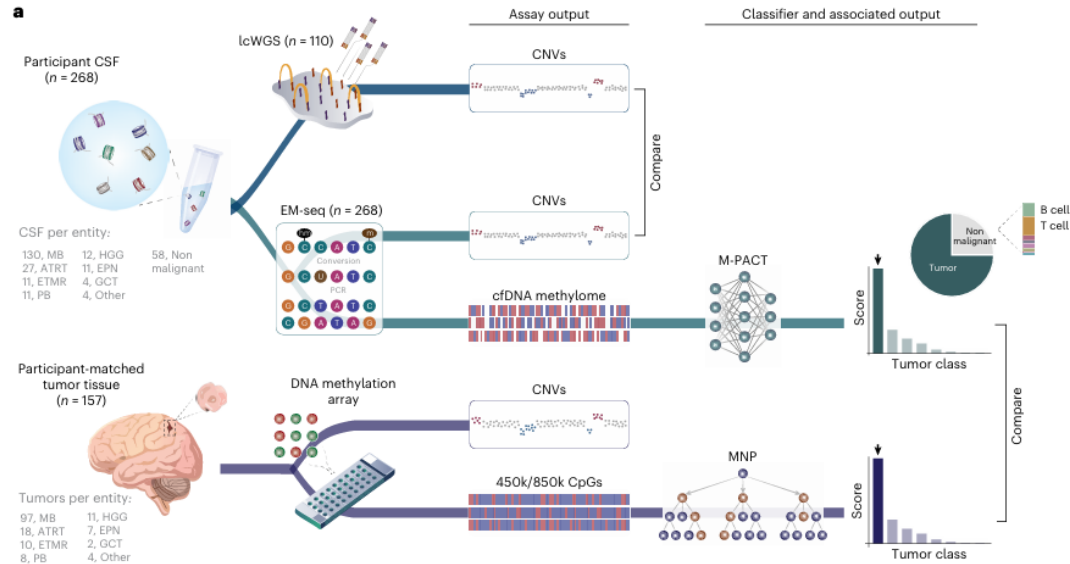 a
Assay output
Classifier and associated output
lcWGS (n = 110)
CNVs
Participant CSF
(n = 268)
Compare
EM-seq (n = 268)
CNVs
hm
m
G C C A T C
Conversion
G C U A T C
PCR
G C T A T C
C G A T A G
CSF per entity:
130, MB
12, HGG
58, Non
malignant
27, ATRT
11, EPN
11, ETMR
4, GCT
11, PB
4, Other
cfDNA methylome
M-PACT
B cell
T cell
Non
malignant
Tumor
Score
Tumor class
Participant-matched
tumor tissue
(n = 157)
DNA methylation
array
CNVs
Compare
450k/850k CpGs
MNP
Score
Tumor class
Tumors per entity:
97, MB
11, HGG
18, ATRT
7, EPN
10, ETMR
2, GCT
8, PB
4, Other